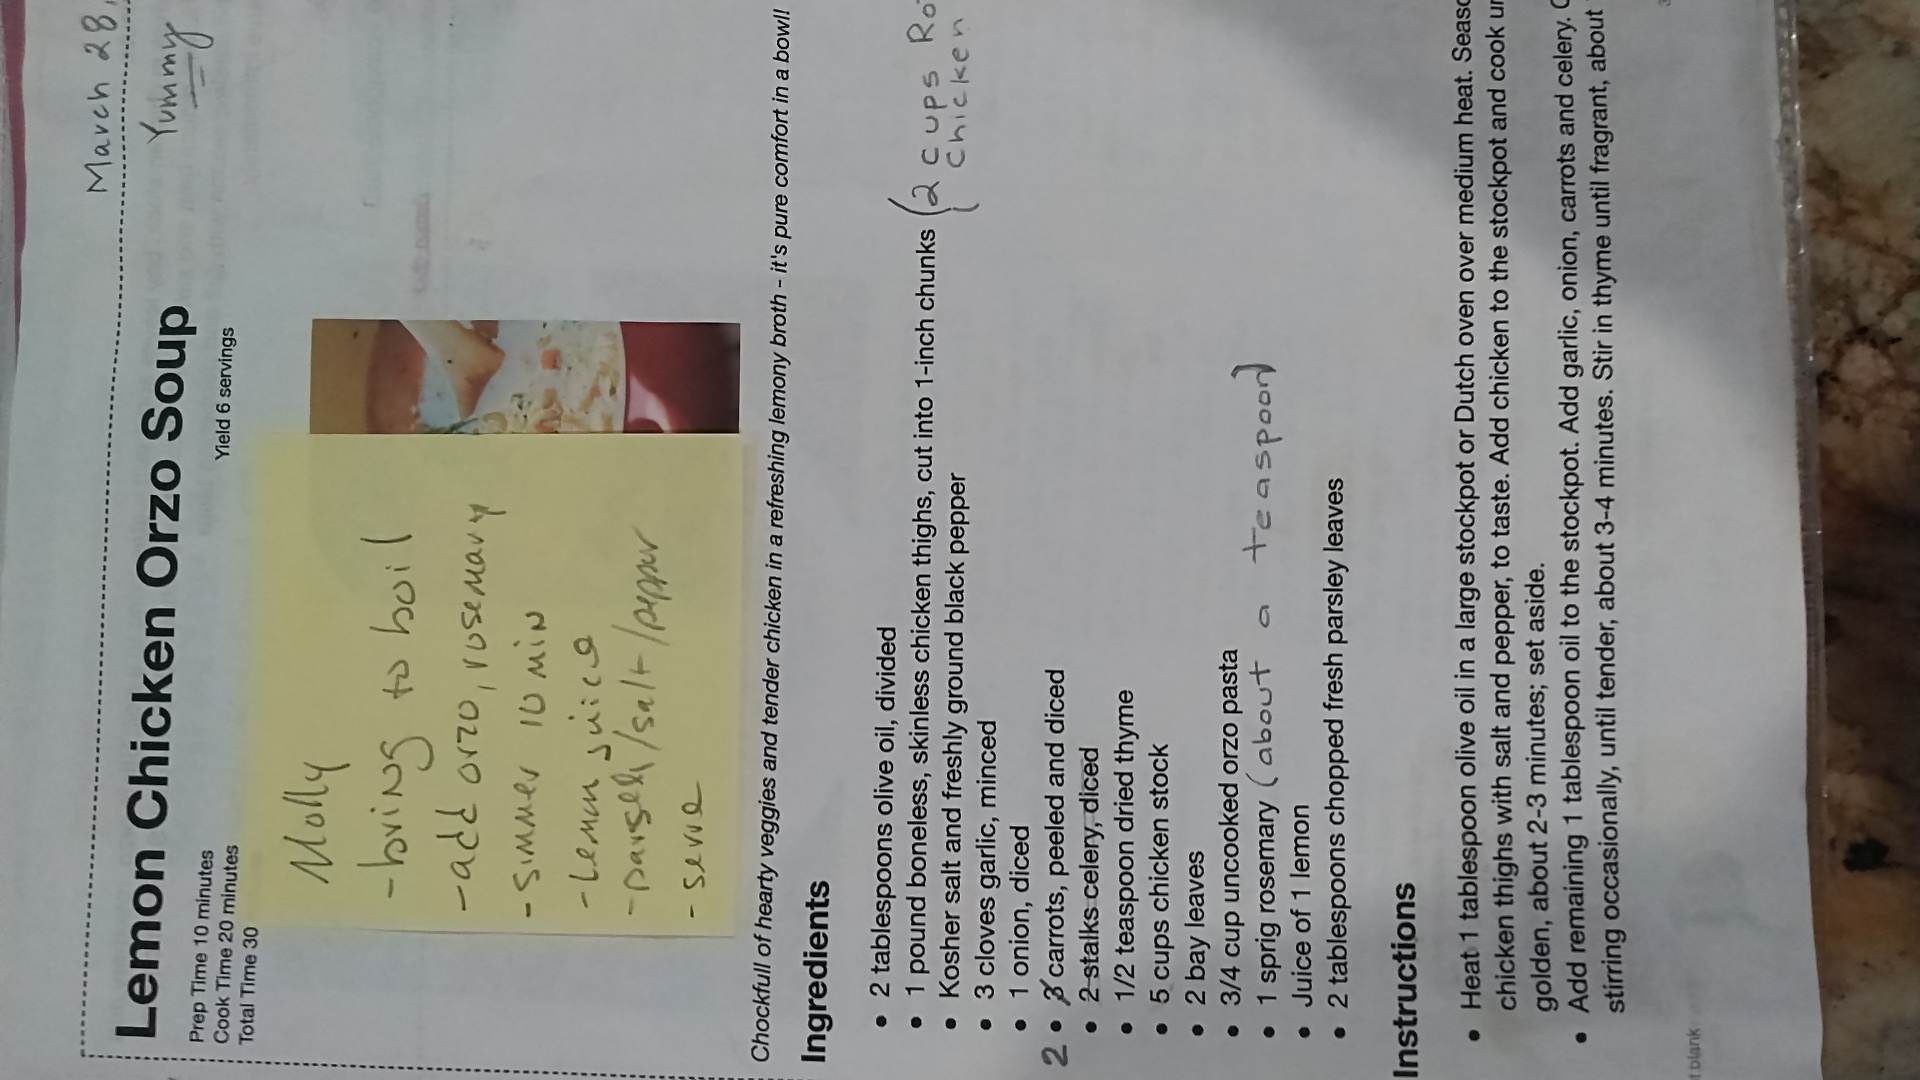 March 28,
Lemon Chicken Orzo Soup
Yummy
Prep Time 10 minutes
Cook Time 20 minutes
Total Time 30
Yield 6 servings
Molly
-bring to boil
-add orzo, rosemary
-simmer 10 min
-Lemon juice
-parsely/salt/pepper
-serve
Chockfull of hearty veggies and tender chicken in a refreshing lemony broth - it's pure comfort in a bowl!
Ingredients
• 2 tablespoons olive oil, divided
• 1 pound boneless, skinless chicken thighs, cut into 1-inch chunks (2 cups Ro
Chicken
• Kosher salt and freshly ground black pepper
• 3 cloves garlic, minced
• 1 onion, diced
2 • 3 carrots, peeled and diced
• 2 stalks celery, diced
• 1/2 teaspoon dried thyme
• 5 cups chicken stock
• 2 bay leaves
• 3/4 cup uncooked orzo pasta
• 1 sprig rosemary (about a teaspoon)
• Juice of 1 lemon
• 2 tablespoons chopped fresh parsley leaves
Instructions
• Heat 1 tablespoon olive oil in a large stockpot or Dutch oven over medium heat. Seaso
chicken thighs with salt and pepper, to taste. Add chicken to the stockpot and cook un
golden, about 2-3 minutes; set aside.
• Add remaining 1 tablespoon oil to the stockpot. Add garlic, onion, carrots and celery. C
stirring occasionally, until tender, about 3-4 minutes. Stir in thyme until fragrant, about
t:blank